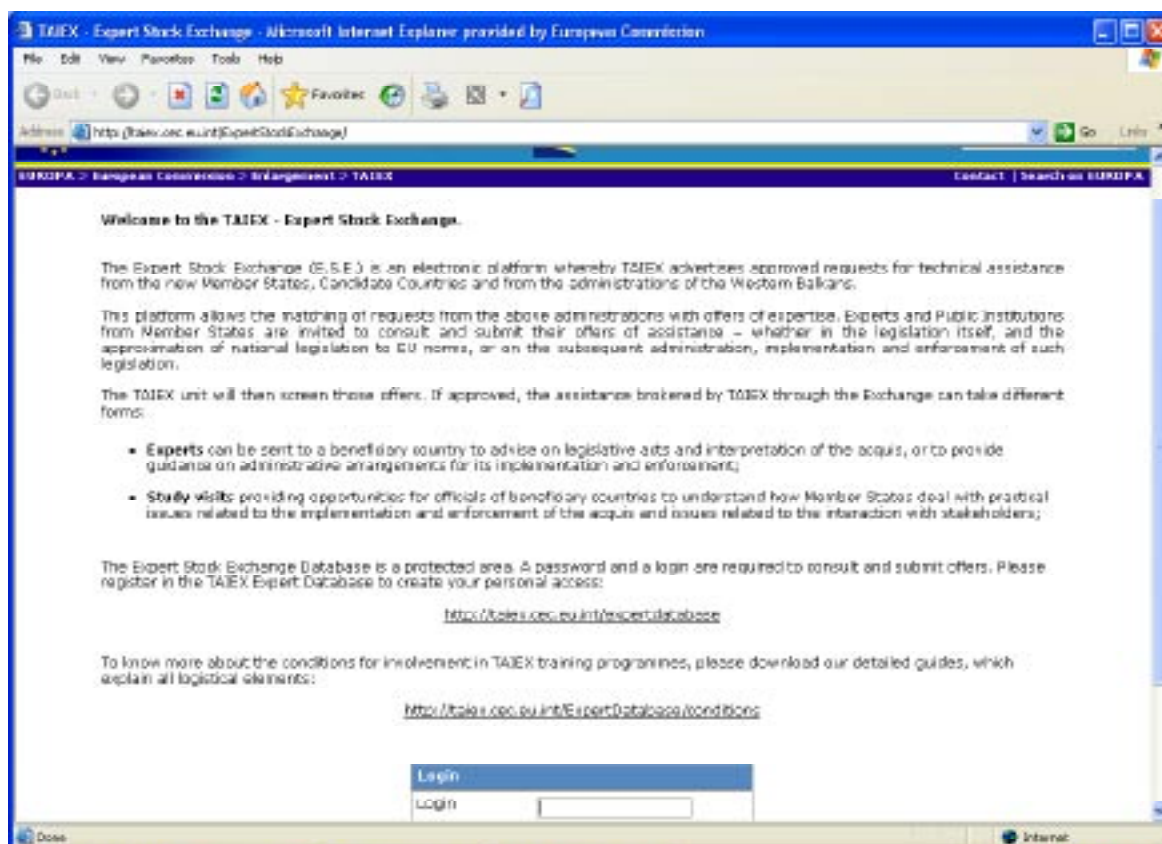 TAIEX - Expert Stock Exchange - Microsoft Internet Explorer provided by European Commission
File Edit View Favorites Tools Help
Back Favorites
Address http://taiex.cec.eu.int/ExpertStockExchange/ Go Links
EUROPA > European Commission > Enlargement > TAIEX Contact | Search on EUROPA
Welcome to the TAIEX - Expert Stock Exchange.
The Expert Stock Exchange (E.S.E.) is an electronic platform whereby TAIEX advertises approved requests for technical assistance
from the new Member States, Candidate Countries and from the administrations of the Western Balkans.
This platform allows the matching of requests from the above administrations with offers of expertise. Experts and Public Institutions
from Member States are invited to consult and submit their offers of assistance – whether in the legislation itself, and the
approximation of national legislation to EU norms, or on the subsequent administration, implementation and enforcement of such
legislation.
The TAIEX unit will then screen those offers. If approved, the assistance brokered by TAIEX through the Exchange can take different
forms:
• Experts can be sent to a beneficiary country to advise on legislative acts and interpretation of the acquis, or to provide
guidance on administrative arrangements for its implementation and enforcement;
• Study visits providing opportunities for officials of beneficiary countries to understand how Member States deal with practical
issues related to the implementation and enforcement of the acquis and issues related to the interaction with stakeholders;
The Expert Stock Exchange Database is a protected area. A password and a login are required to consult and submit offers. Please
register in the TAIEX Expert Database to create your personal access:
http://taiex.cec.eu.int/expertdatabase
To know more about the conditions for involvement in TAIEX training programmes, please download our detailed guides, which
explain all logistical elements:
http://taiex.cec.eu.int/ExpertDatabase/conditions
Login
Login
Done Internet